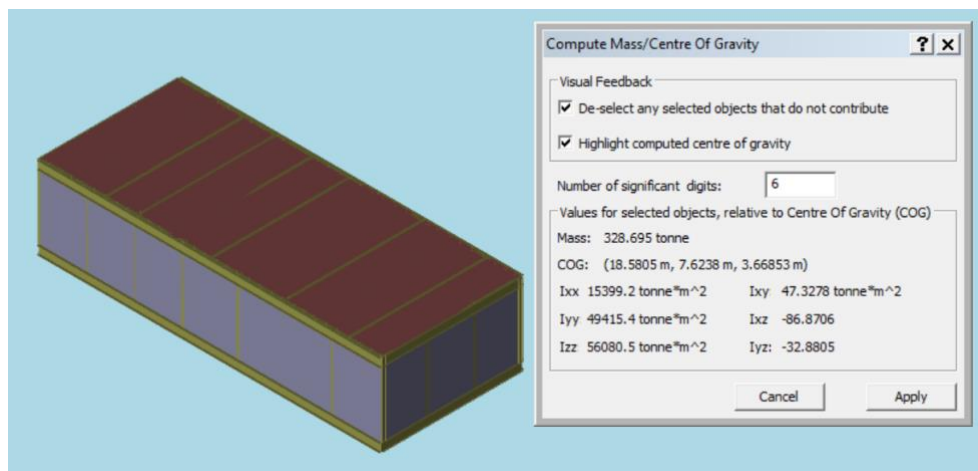 Compute Mass/Centre Of Gravity
Visual Feedback
De-select any selected objects that do not contribute
Highlight computed centre of gravity
Number of significant digits: 6
Values for selected objects, relative to Centre Of Gravity (COG)
Mass: 328.695 tonne
COG: (18.5805 m, 7.6238 m, 3.66853 m)
Ixx 15399.2 tonne*m^2 Ixy 47.3278 tonne*m^2
Iyy 49415.4 tonne*m^2 Ixz -86.8706
Izz 56080.5 tonne*m^2 Iyz: -32.8805
Cancel Apply